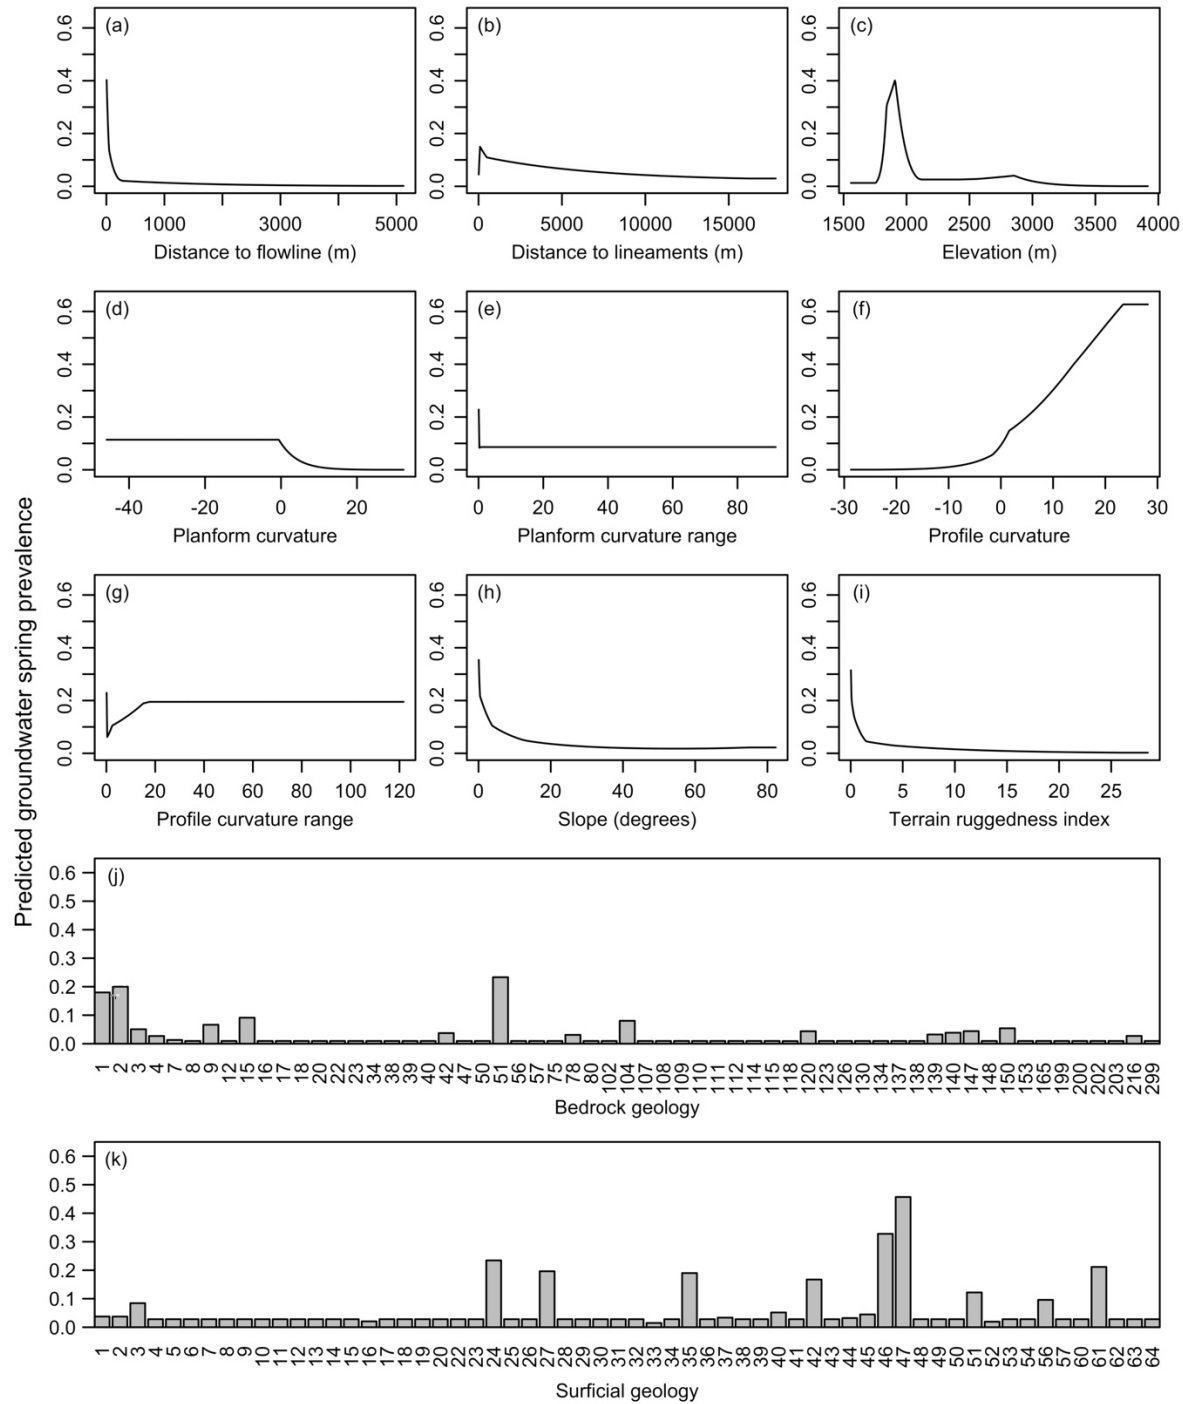 Predicted groundwater spring prevalence
(a)
0.6
0.4
0.2
0.0
0 1000 3000 5000
Distance to flowline (m)
(b)
0.6
0.4
0.2
0.0
0 5000 10000 15000
Distance to lineaments (m)
(c)
0.6
0.4
0.2
0.0
1500 2000 2500 3000 3500 4000
Elevation (m)
(d)
0.6
0.4
0.2
0.0
-40 -20 0 20
Planform curvature
(e)
0.6
0.4
0.2
0.0
0 20 40 60 80
Planform curvature range
(f)
0.6
0.4
0.2
0.0
-30 -20 -10 0 10 20 30
Profile curvature
(g)
0.6
0.4
0.2
0.0
0 20 40 60 80 100 120
Profile curvature range
(h)
0.6
0.4
0.2
0.0
0 20 40 60 80
Slope (degrees)
(i)
0.6
0.4
0.2
0.0
0 5 10 15 20 25
Terrain ruggedness index
(j)
0.6
0.5
0.4
0.3
0.2
0.1
0.0
1 2 3 4 7 8 9 12 15 16 17 18 20 22 23 34 38 39 40 42 47 50 51 56 57 75 78 80 102 104 107 108 109 110 111 112 114 115 118 120 123 126 130 134 137 138 139 140 147 148 150 153 165 199 200 202 203 216 299
Bedrock geology
(k)
0.6
0.5
0.4
0.3
0.2
0.1
0.0
1 2 3 4 5 6 7 8 9 10 11 12 13 14 15 16 17 18 19 20 22 23 24 25 26 27 28 29 30 31 32 33 34 35 36 37 38 39 40 41 42 43 44 45 46 47 48 49 50 51 52 53 54 56 57 60 61 62 63 64
Surficial geology